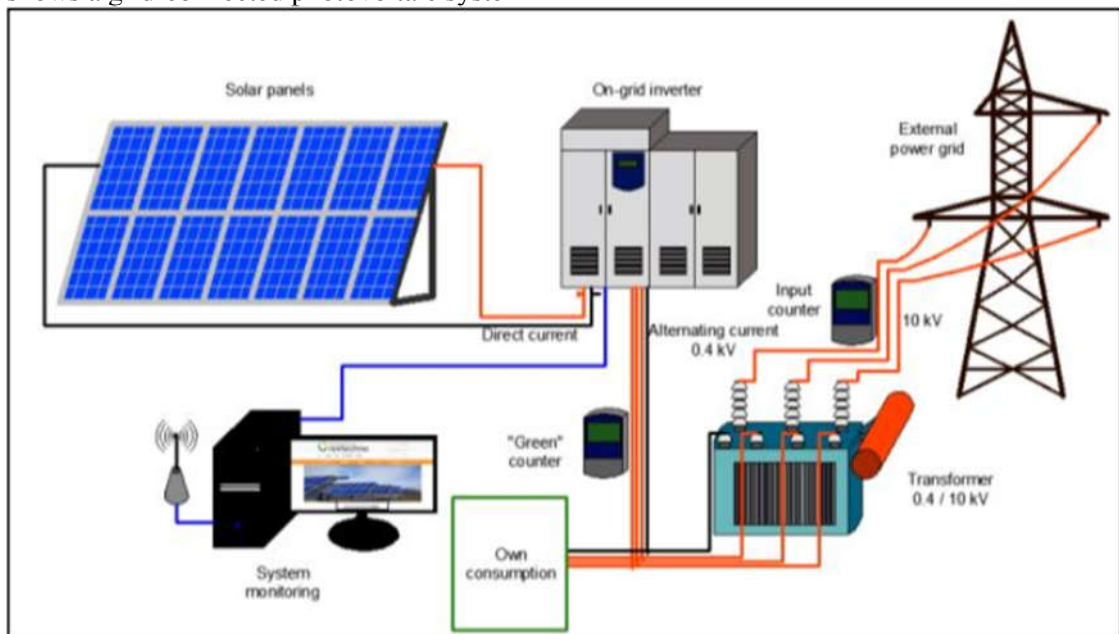 Solar panels
On-grid inverter
External
power grid
Input
counter
10 kV
Direct current
Alternating current
0.4 kV
"Green"
counter
Transformer
0.4 / 10 kV
Own
consumption
System
monitoring